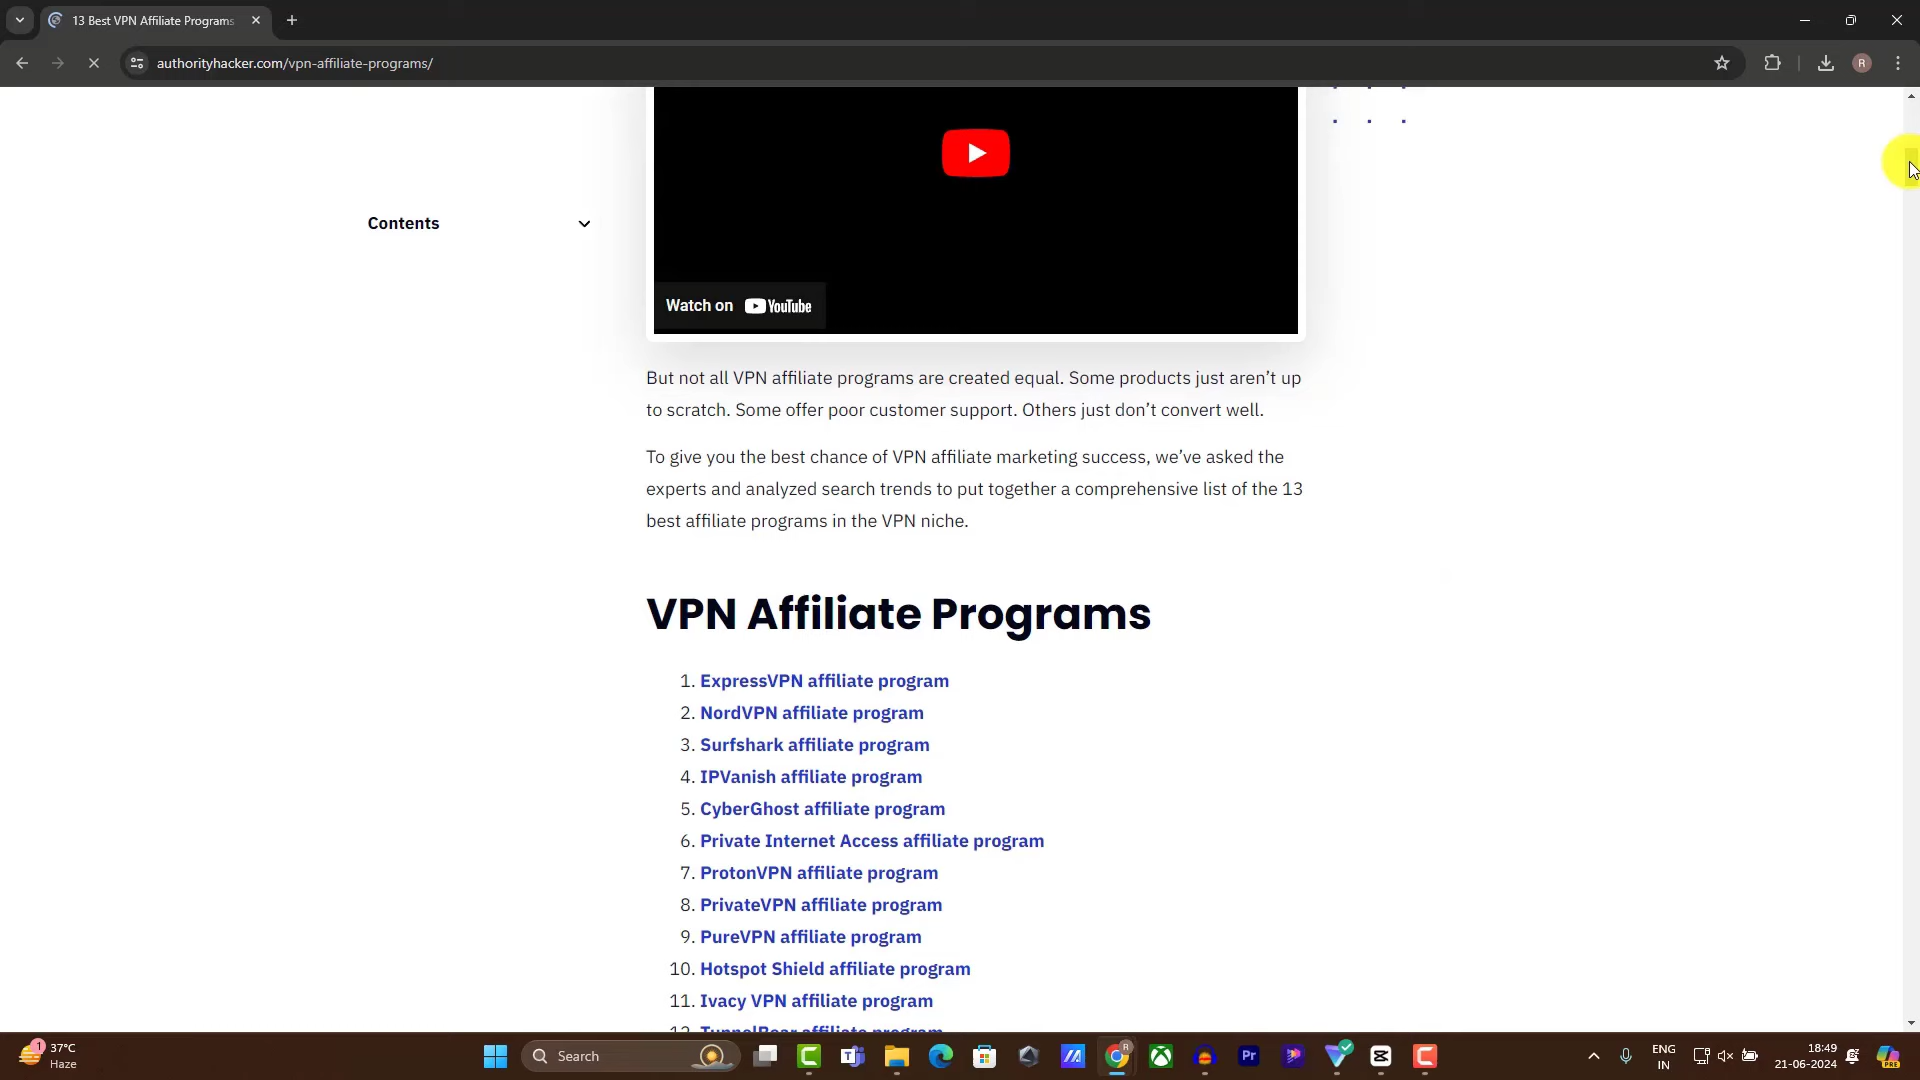 13 Best VPN Affiliate Programs
authorityhacker.com/vpn-affiliate-programs/
R
Contents
Watch on YouTube
But not all VPN affiliate programs are created equal. Some products just aren’t up
to scratch. Some offer poor customer support. Others just don’t convert well.
To give you the best chance of VPN affiliate marketing success, we’ve asked the
experts and analyzed search trends to put together a comprehensive list of the 13
best affiliate programs in the VPN niche.
VPN Affiliate Programs
1. ExpressVPN affiliate program
2. NordVPN affiliate program
3. Surfshark affiliate program
4. IPVanish affiliate program
5. CyberGhost affiliate program
6. Private Internet Access affiliate program
7. ProtonVPN affiliate program
8. PrivateVPN affiliate program
9. PureVPN affiliate program
10. Hotspot Shield affiliate program
11. Ivacy VPN affiliate program
12. TunnelBear affiliate program
1
37°C
Haze
Search
R
Pr
ENG
IN
18:49
21-06-2024
PRE